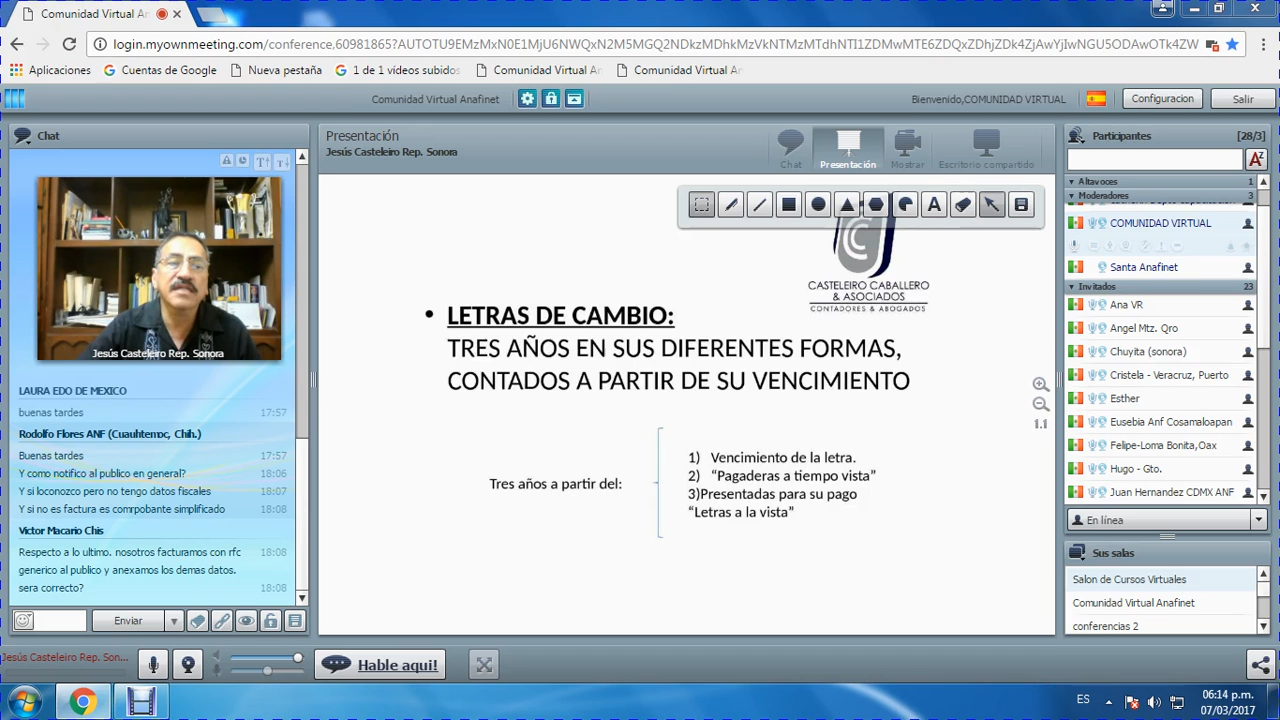 Comunidad Virtual An
login.myownmeeting.com/conference,60981865?AUTOTU9EMzMxN0E1MjU6NWQxN2M5MGQ2NDkzMDhkMzVkNTMzMTdhNTI1ZDMwMTE6ZDQxZDhjZDk4ZjAwYjIwNGU5ODAwOTk4ZW
Aplicaciones
Cuentas de Google
Nueva pestaña
1 de 1 vídeos subidos
Comunidad Virtual An
Comunidad Virtual Ana
Comunidad Virtual Anafinet
Bienvenido,COMUNIDAD VIRTUAL
Configuracion
Salir
Chat
Jesús Casteleiro Rep. Sonora
LAURA EDO DE MEXICO
buenas tardes 17:57
Rodolfo Flores ANF (Cuauhtemoc, Chih.)
Buenas tardes 17:57
Y como notifico al publico en general? 18:06
Y si loconozco pero no tengo datos fiscales 18:07
Y si no es factura es comrpobante simplificado 18:08
Victor Macario Chis
Respecto a lo ultimo. nosotros facturamos con rfc 18:08
generico al publico y anexamos los demas datos.
sera correcto? 18:08
Enviar
Jesús Casteleiro Rep. Son...
Hable aqui!
Presentación
Jesús Casteleiro Rep. Sonora
Chat
Presentación
Mostrar
Escritorio compartido
CASTELEIRO CABALLERO
& ASOCIADOS
CONTADORES & ABOGADOS
• LETRAS DE CAMBIO:
TRES AÑOS EN SUS DIFERENTES FORMAS,
CONTADOS A PARTIR DE SU VENCIMIENTO
Tres años a partir del:
1) Vencimiento de la letra.
2) “Pagaderas a tiempo vista”
3)Presentadas para su pago
“Letras a la vista”
1.1
Participantes [28/3]
Altavoces 1
Moderadores 3
COMUNIDAD VIRTUAL
Santa Anafinet
Invitados 23
Ana VR
Angel Mtz. Qro
Chuyita (sonora)
Cristela - Veracruz, Puerto
Esther
Eusebia Anf Cosamaloapan
Felipe-Loma Bonita,Oax
Hugo - Gto.
Juan Hernandez CDMX ANF
En línea
Sus salas
Salon de Cursos Virtuales
Comunidad Virtual Anafinet
conferencias 2
ES
06:14 p.m.
07/03/2017